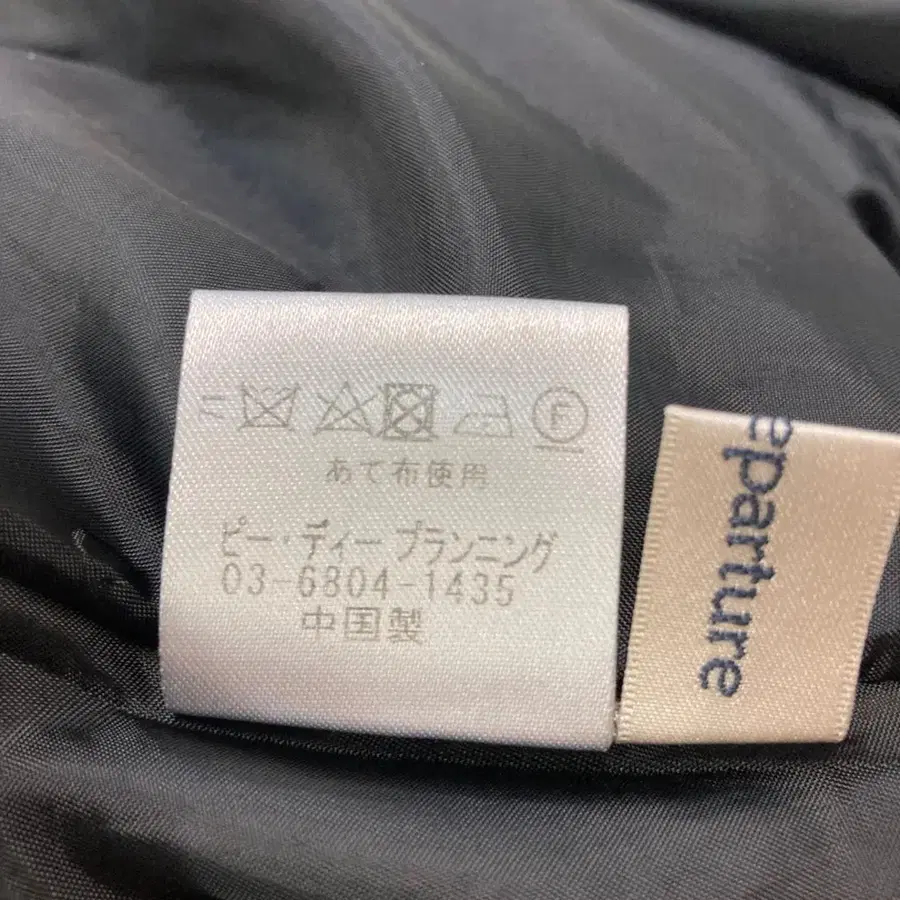 F
あて布使用
ピー・ディー プランニング
03-6804-1435
中国製
eparture